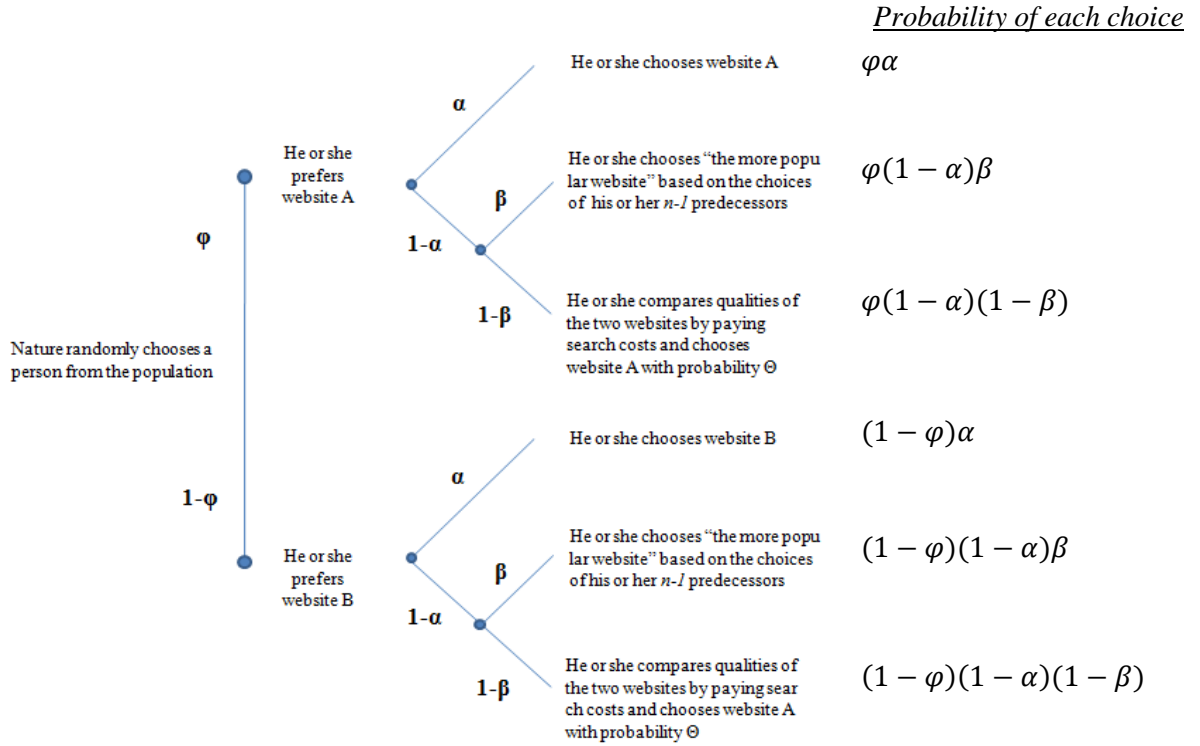 Probability of each choice
He or she chooses website A
φα
α
He or she
prefers
website A
He or she chooses “the more popu
lar website” based on the choices
of his or her n-1 predecessors
φ(1 − α)β
β
φ
1-α
1-β
He or she compares qualities of
the two websites by paying
search costs and chooses
website A with probability Θ
φ(1 − α)(1 − β)
Nature randomly chooses a
person from the population
He or she chooses website B
(1 − φ)α
α
1-φ
He or she
prefers
website B
He or she chooses “the more popu
lar website” based on the choices
of his or her n-1 predecessors
(1 − φ)(1 − α)β
β
1-α
1-β
He or she compares qualities of
the two websites by paying sear
ch costs and chooses website A
with probability Θ
(1 − φ)(1 − α)(1 − β)